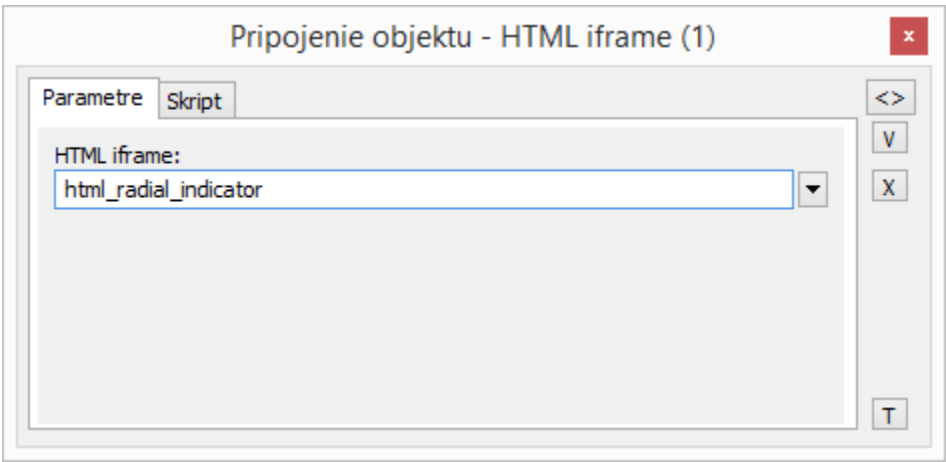 Pripojenie objektu - HTML iframe (1)
x
Parametre
Skript
<>
V
HTML iframe:
html_radial_indicator
X
T